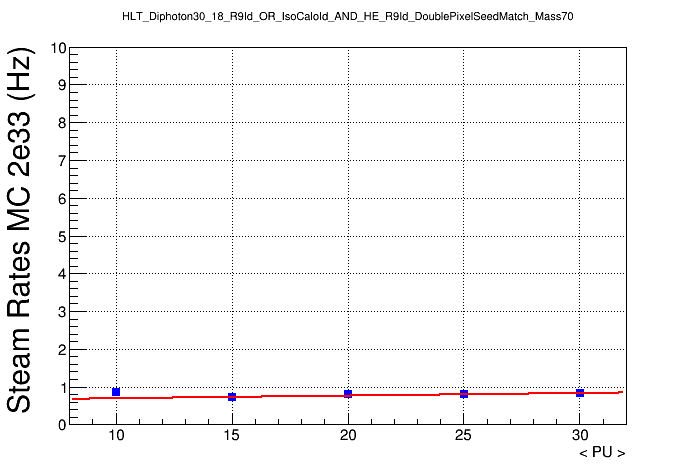 HLT_Diphoton30_18_R9Id_OR_IsoCaloId_AND_HE_R9Id_DoublePixelSeedMatch_Mass70
Steam Rates MC 2e33 (Hz)
10
9
8
7
6
5
4
3
2
1
0
10 15 20 25 30
< PU >